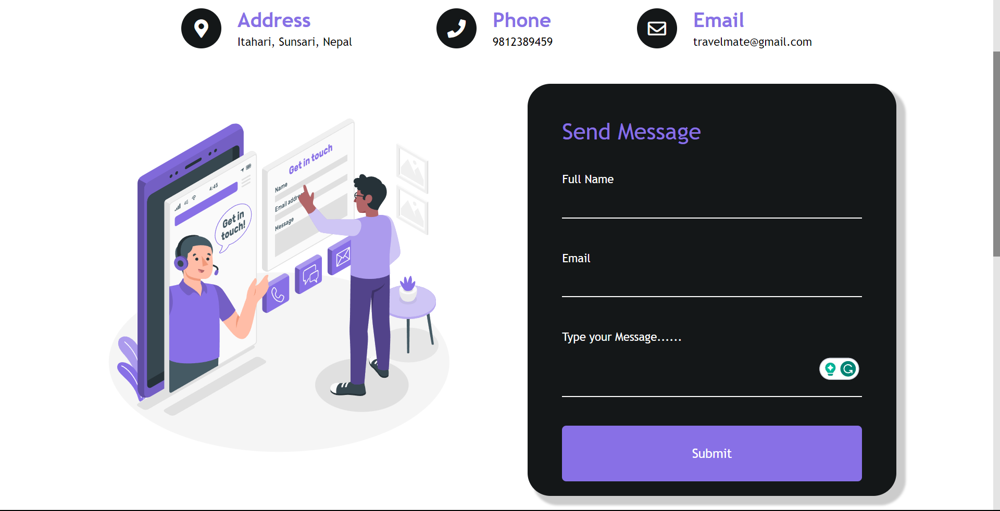 Address
Itahari, Sunsari, Nepal
Phone
9812389459
Email
travelmate@gmail.com
Get in touch
Name
Email addre
Message
4G
4:45
Get in
touch!
Send Message
Full Name
Email
Type your Message......
Submit